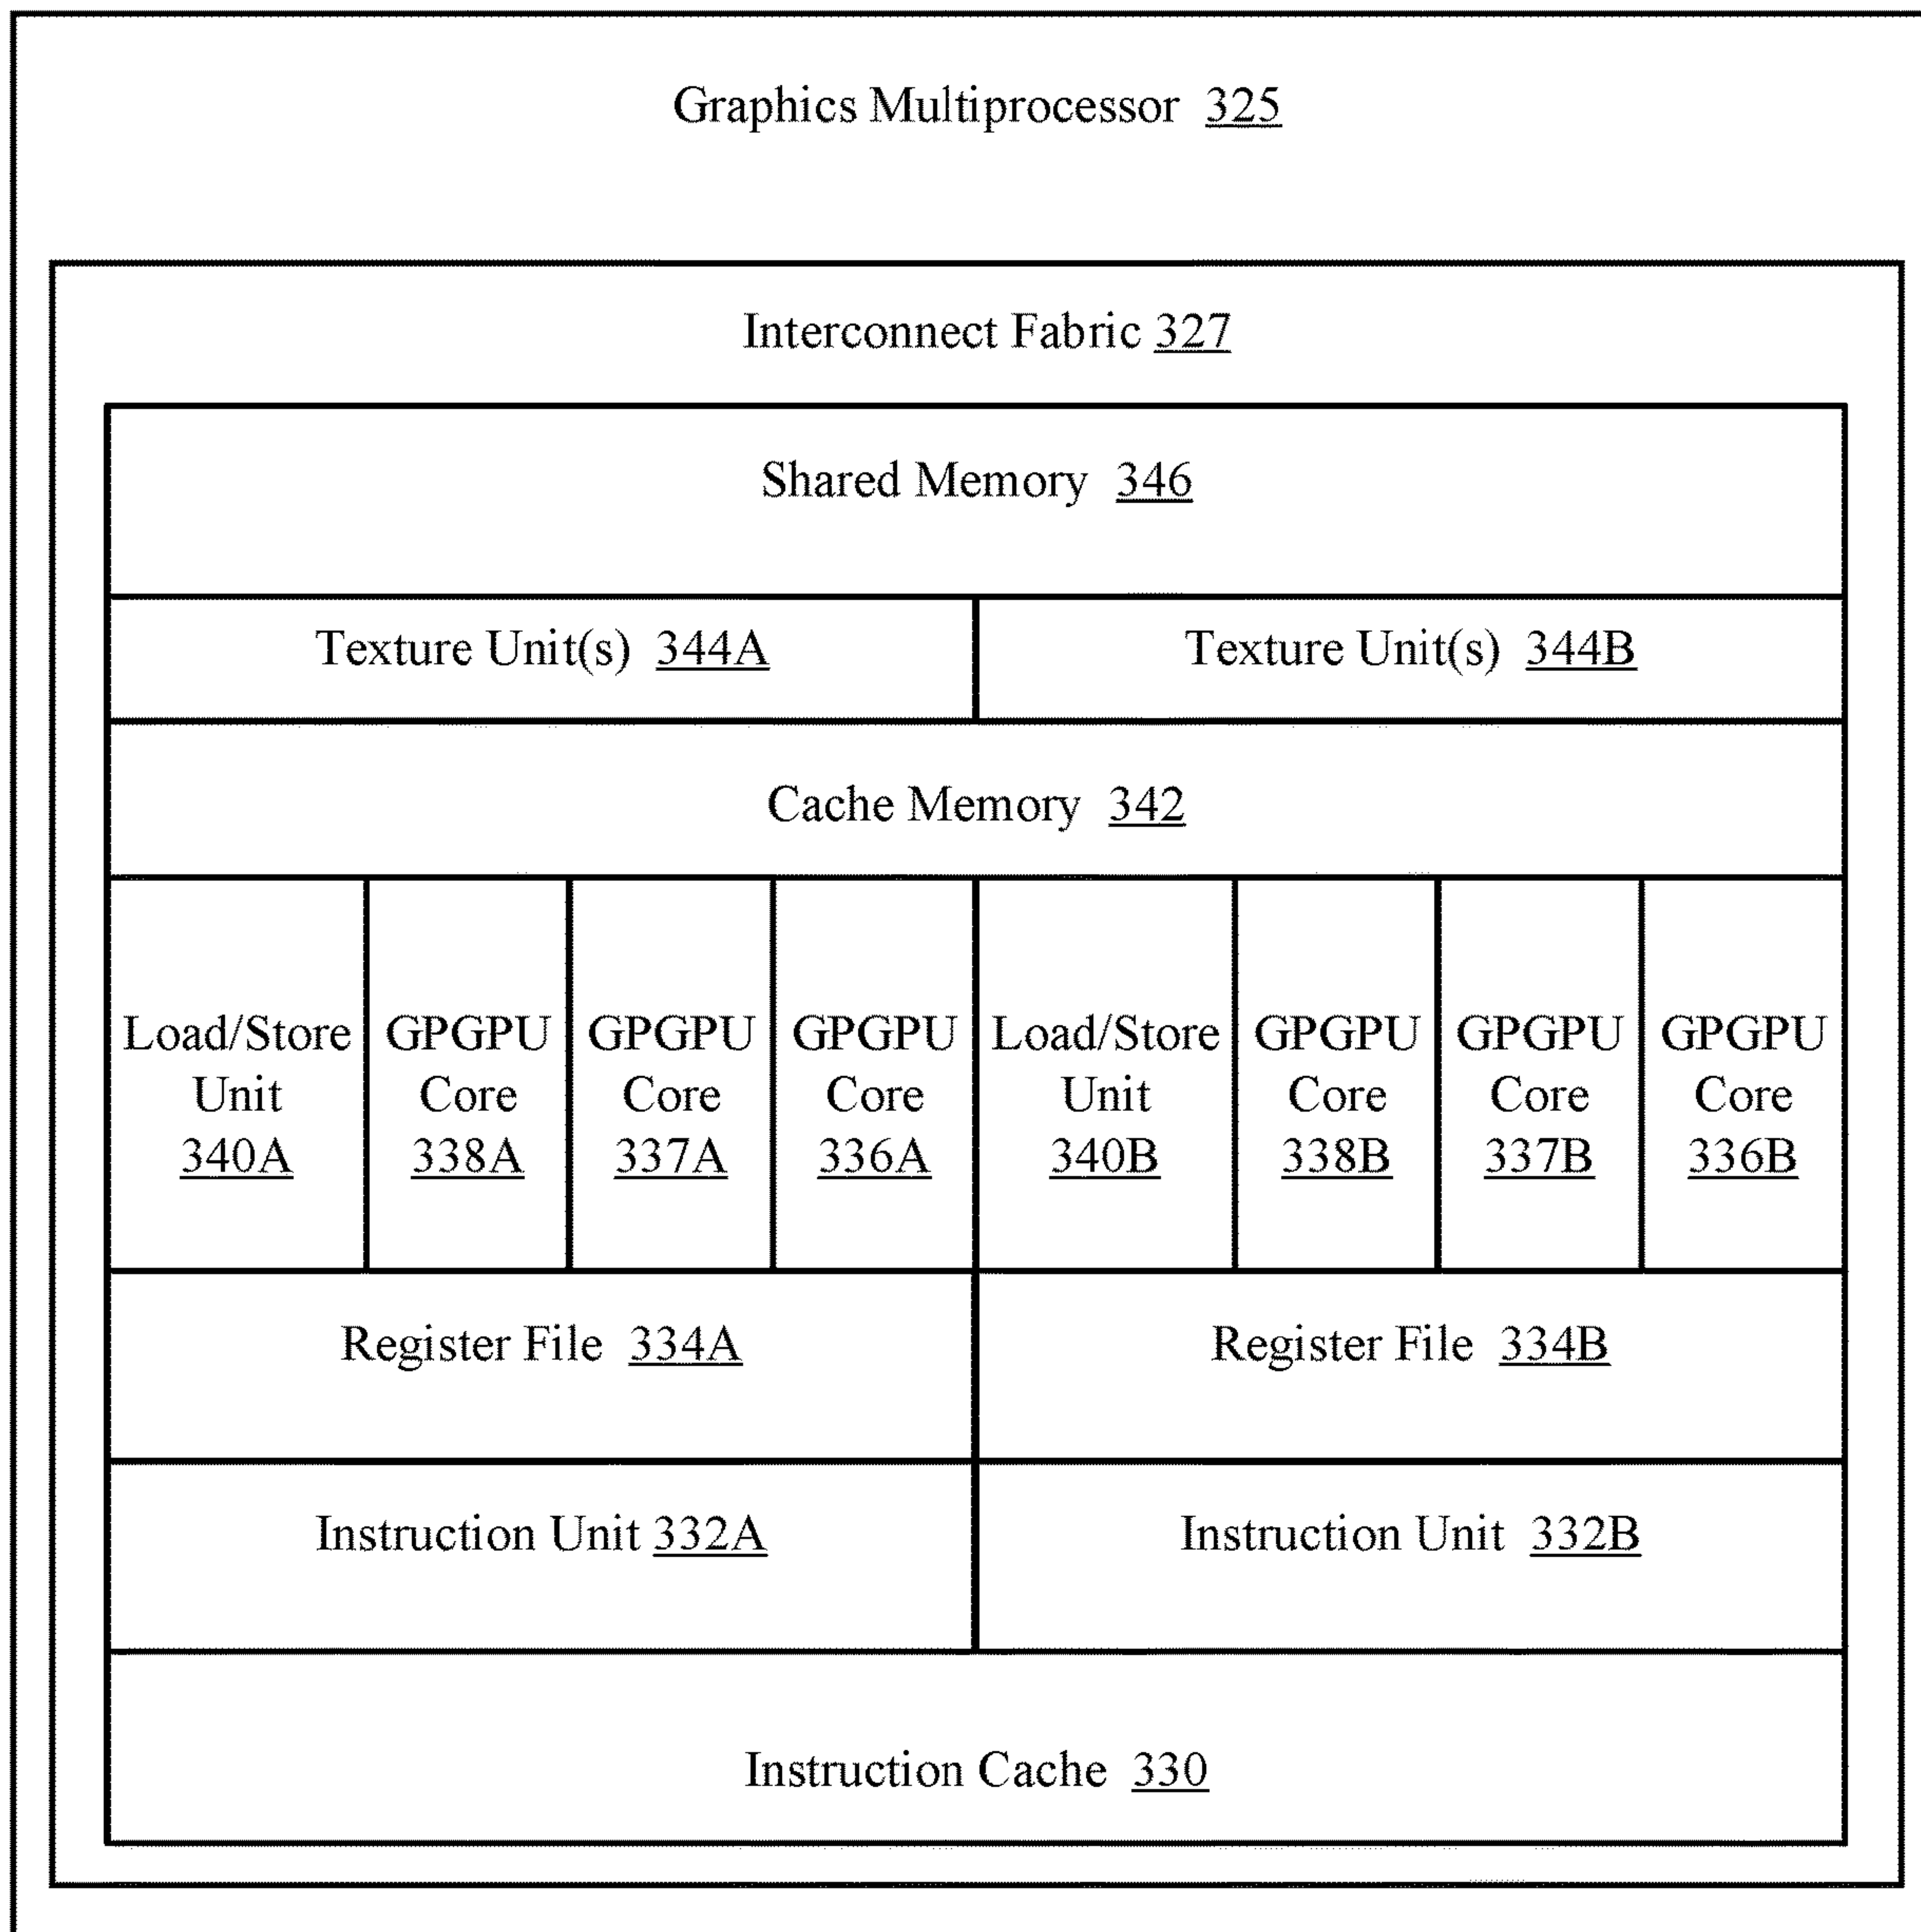 Graphics Multiprocessor 325
Interconnect Fabric 327
Shared Memory 346
Texture Unit(s) 344A
Texture Unit(s) 344B
Cache Memory 342
Load/Store
Unit
340A
GPGPU
Core
338A
GPGPU
Core
337A
GPGPU
Core
336A
Load/Store
Unit
340B
GPGPU
Core
338B
GPGPU
Core
337B
GPGPU
Core
336B
Register File 334A
Register File 334B
Instruction Unit 332A
Instruction Unit 332B
Instruction Cache 330